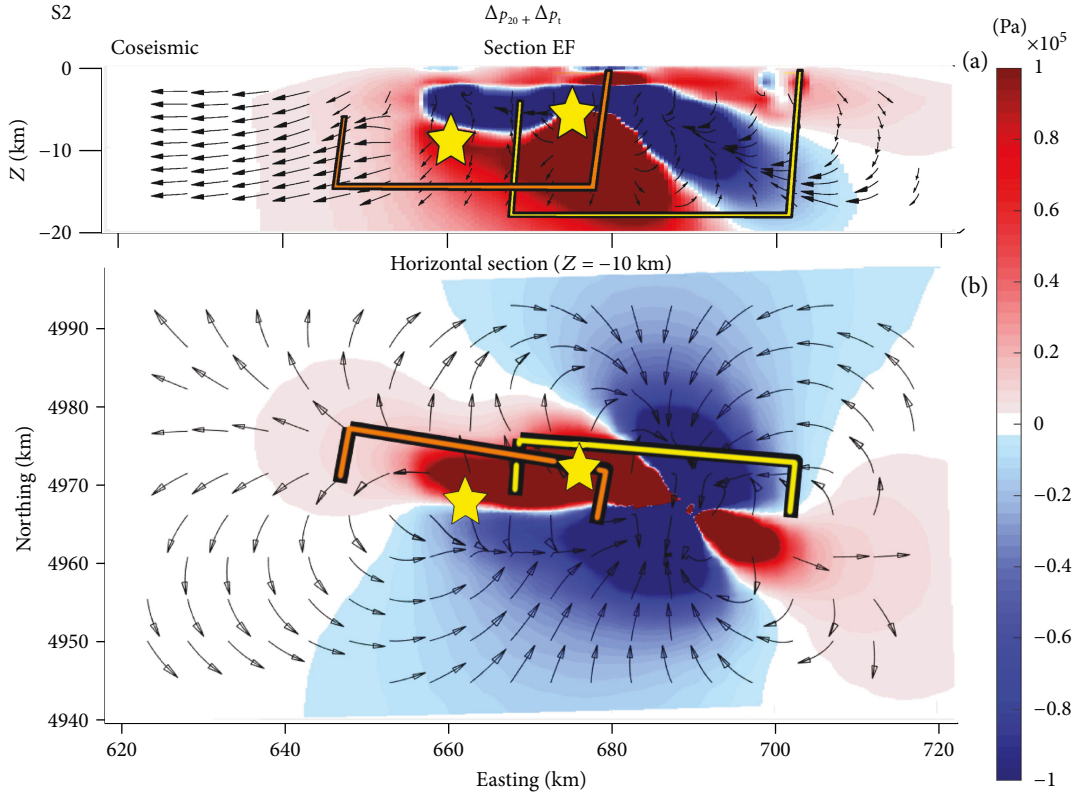 S2
Δp₂₀ + Δpₜ
(Pa)
×10⁵
Coseismic
Section EF
(a)
0
−10
−20
Z (km)
Horizontal section (Z = −10 km)
(b)
4990
4980
4970
4960
4950
4940
Northing (km)
620
640
660
680
700
720
Easting (km)
1
0.8
0.6
0.4
0.2
0
−0.2
−0.4
−0.6
−0.8
−1